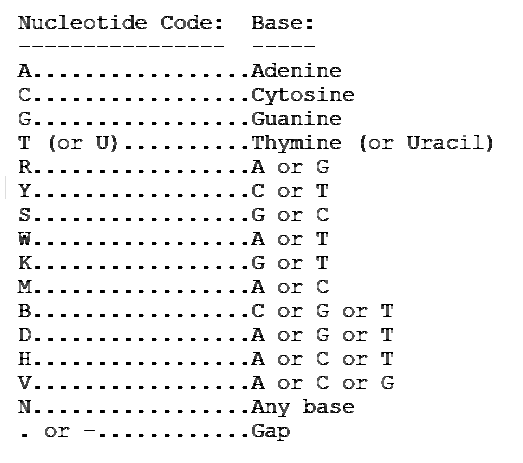 Nucleotide Code:  Base:
----------------  -----
A.................Adenine
C.................Cytosine
G.................Guanine
T (or U)..........Thymine (or Uracil)
R.................A or G
Y.................C or T
S.................G or C
W.................A or T
K.................G or T
M.................A or C
B.................C or G or T
D.................A or G or T
H.................A or C or T
V.................A or C or G
N.................Any base
. or -............Gap